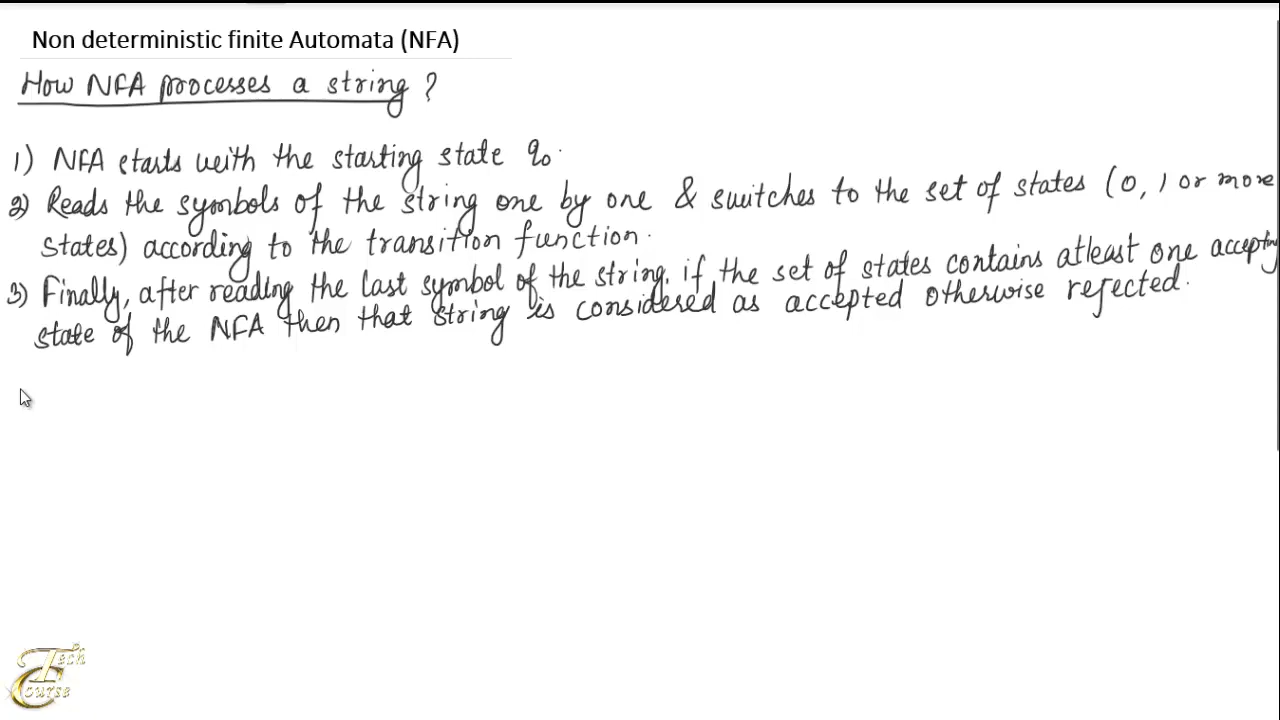 Non deterministic finite Automata (NFA)
How NFA processes a string ?
1) NFA starts with the starting state q₀.
2) Reads the symbols of the string one by one & switches to the set of states (0, 1 or more
states) according to the transition function.
3) Finally, after reading the last symbol of the string, if the set of states contains atleast one accepting
state of the NFA then that string is considered as accepted otherwise rejected.
Tech
Course